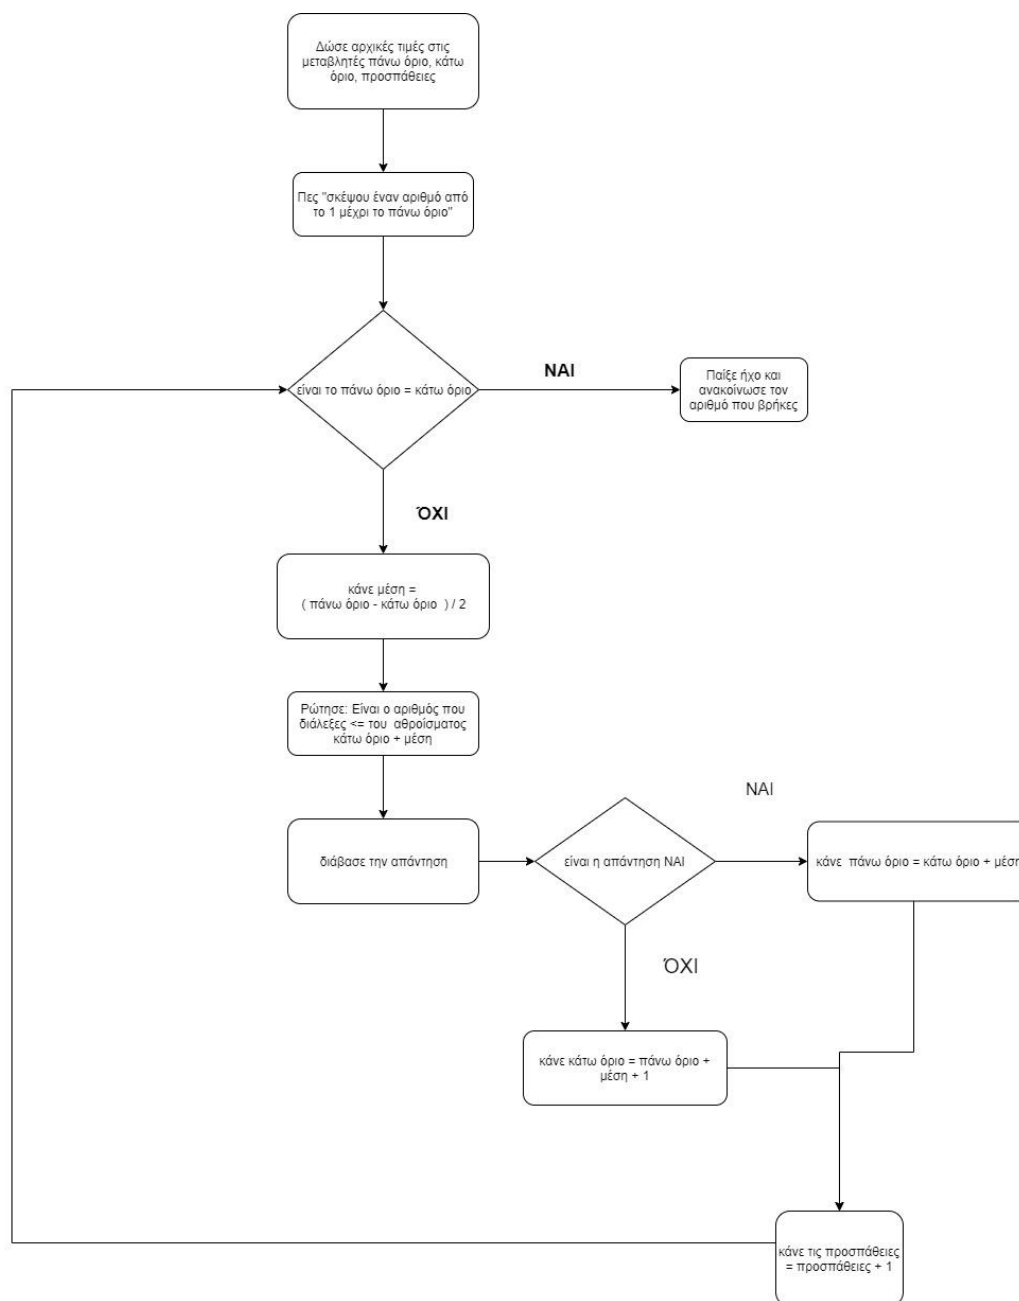 Δώσε αρχικές τιμές στις
μεταβλητές πάνω όριο, κάτω
όριο, προσπάθειες
Πες "σκέψου έναν αριθμό από
το 1 μέχρι το πάνω όριο"
είναι το πάνω όριο = κάτω όριο
ΝΑΙ
Παίξε ήχο και
ανακοίνωσε τον
αριθμό που βρήκες
ΌΧΙ
κάνε μέση =
( πάνω όριο - κάτω όριο ) / 2
Ρώτησε: Είναι ο αριθμός που
διάλεξες <= του αθροίσματος
κάτω όριο + μέση
διάβασε την απάντηση
είναι η απάντηση ΝΑΙ
ΝΑΙ
κάνε πάνω όριο = κάτω όριο + μέση
ΌΧΙ
κάνε κάτω όριο = πάνω όριο +
μέση + 1
κάνε τις προσπάθειες
= προσπάθειες + 1